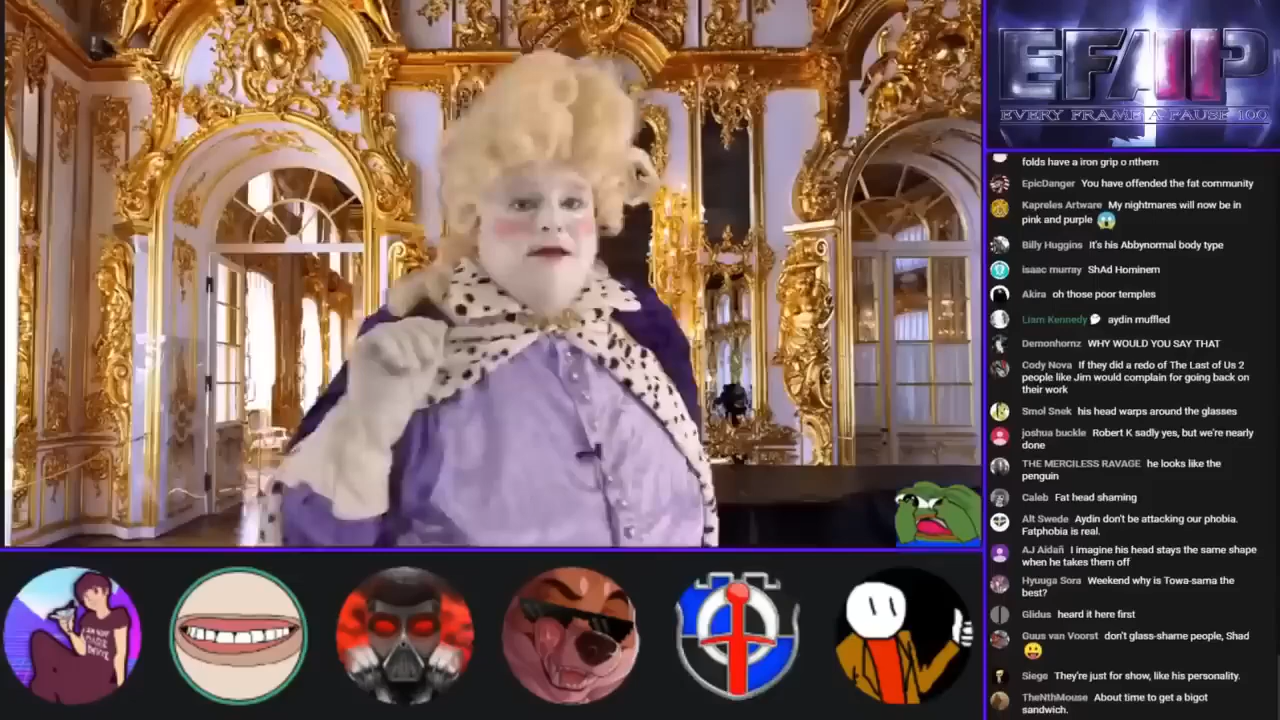 EFAP
EVERY FRAME A PAUSE 100
folds have a iron grip o nthem
EpicDanger You have offended the fat community
Kapreles Artware My nightmares will now be in
pink and purple
Billy Huggins It's his Abbynormal body type
isaac murray ShAd Hominem
Akira oh those poor temples
Liam Kennedy aydin muffled
Demonhornz WHY WOULD YOU SAY THAT
Cody Nova If they did a redo of The Last of Us 2
people like Jim would complain for going back on
their work
Smol Snek his head warps around the glasses
joshua buckle Robert K sadly yes, but we're nearly
done
THE MERCILESS RAVAGE he looks like the
penguin
Caleb Fat head shaming
Alt Swede Aydin don't be attacking our phobia.
Fatphobia is real.
AJ Aidañ I imagine his head stays the same shape
when he takes them off
Hyuuga Sora Weekend why is Towa-sama the
best?
Glidus heard it here first
Guus van Voorst don't glass-shame people, Shad
Siege They're just for show, like his personality.
TheNthMouse About time to get a bigot
sandwich.